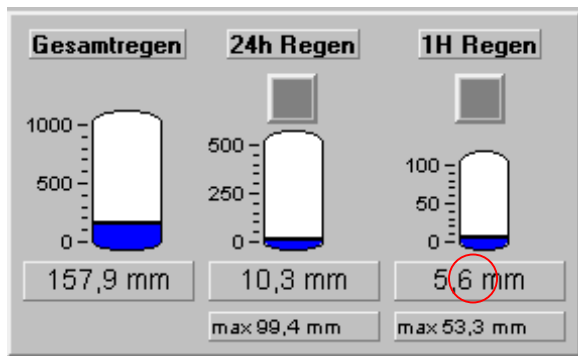 Gesamtregen
24h Regen
1H Regen
1000
500
0
500
250
0
100
50
0
157,9 mm
10,3 mm
5,6 mm
max 99,4 mm
max 53,3 mm